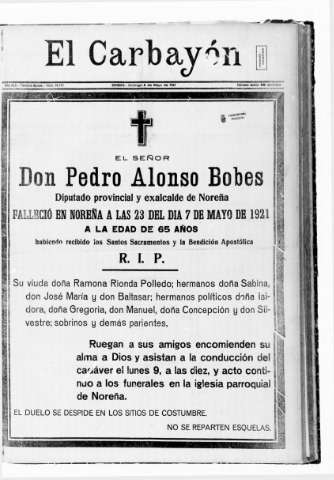 El Carbayón
EL SEÑOR
Don Pedro Alonso Bobes
Diputado provincial y exalcalde de Noreña
FALLECIÓ EN NOREÑA A LAS 23 DEL DIA 7 DE MAYO DE 1921
A LA EDAD DE 65 AÑOS
habiendo recibido los Santos Sacramentos y la Bendición Apostólica
R. I. P.
Su viuda doña Ramona Rionda Polledo; hermanos doña Sabina,
don José María y don Baltasar; hermanos políticos doña Isi-
dora, doña Gregoria, don Manuel, doña Concepción y don Sil-
vestre; sobrinos y demás parientes.
Ruegan a sus amigos encomienden su
alma a Dios y asistan a la conducción del
cadáver el lunes 9, a las diez, y acto conti-
nuo a los funerales en la iglesia parroquial
de Noreña.
EL DUELO SE DESPIDE EN LOS SITIOS DE COSTUMBRE.
NO SE REPARTEN ESQUELAS.